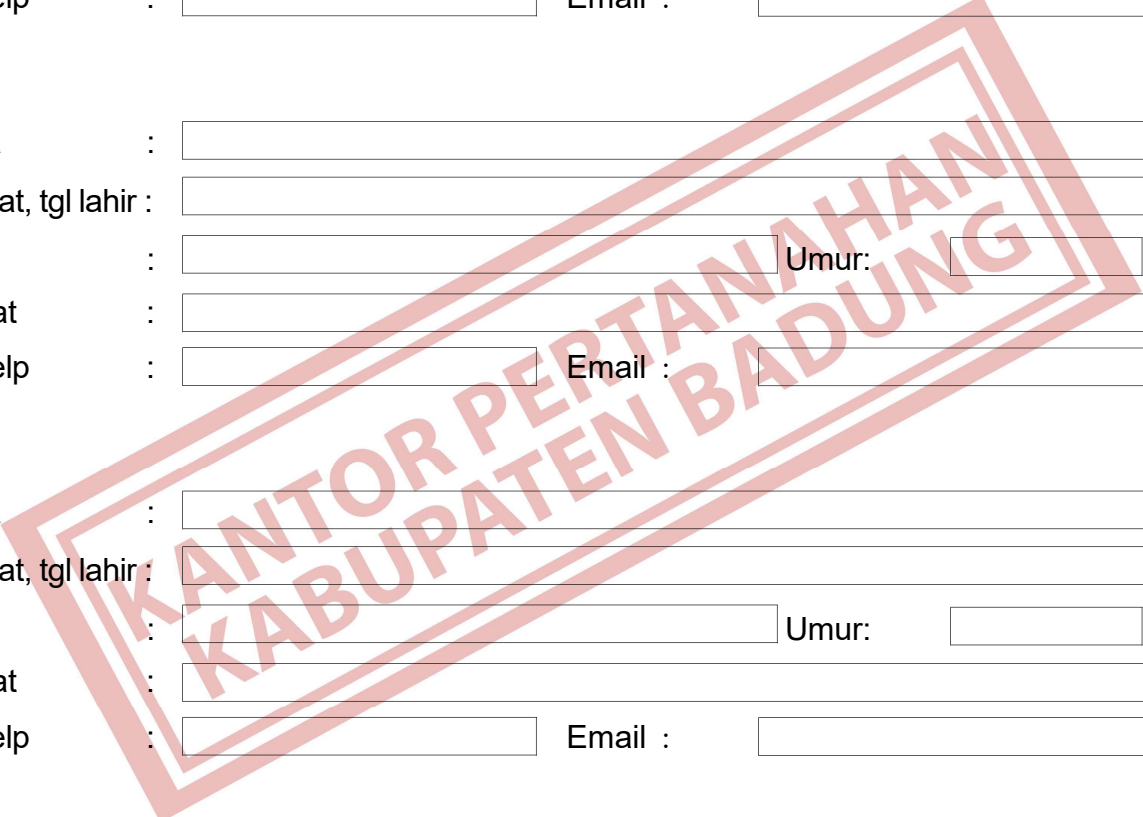 elp : Email :
:
at, tgl lahir :
: Umur:
at :
elp : Email :
:
at, tgl lahir :
: Umur:
at :
elp : Email :
KANTOR PERTANAHAN
KABUPATEN BADUNG